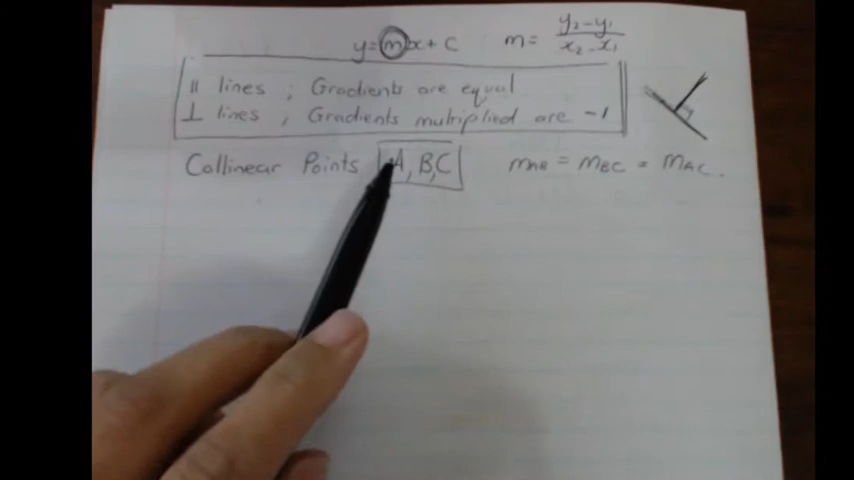 y=mx+c m= y₂-y₁/x₂-x₁
|| lines ; Gradients are equal
⊥ lines ; Gradients multiplied are -1
Collinear Points A, B, C mAB = mBC = mAC.